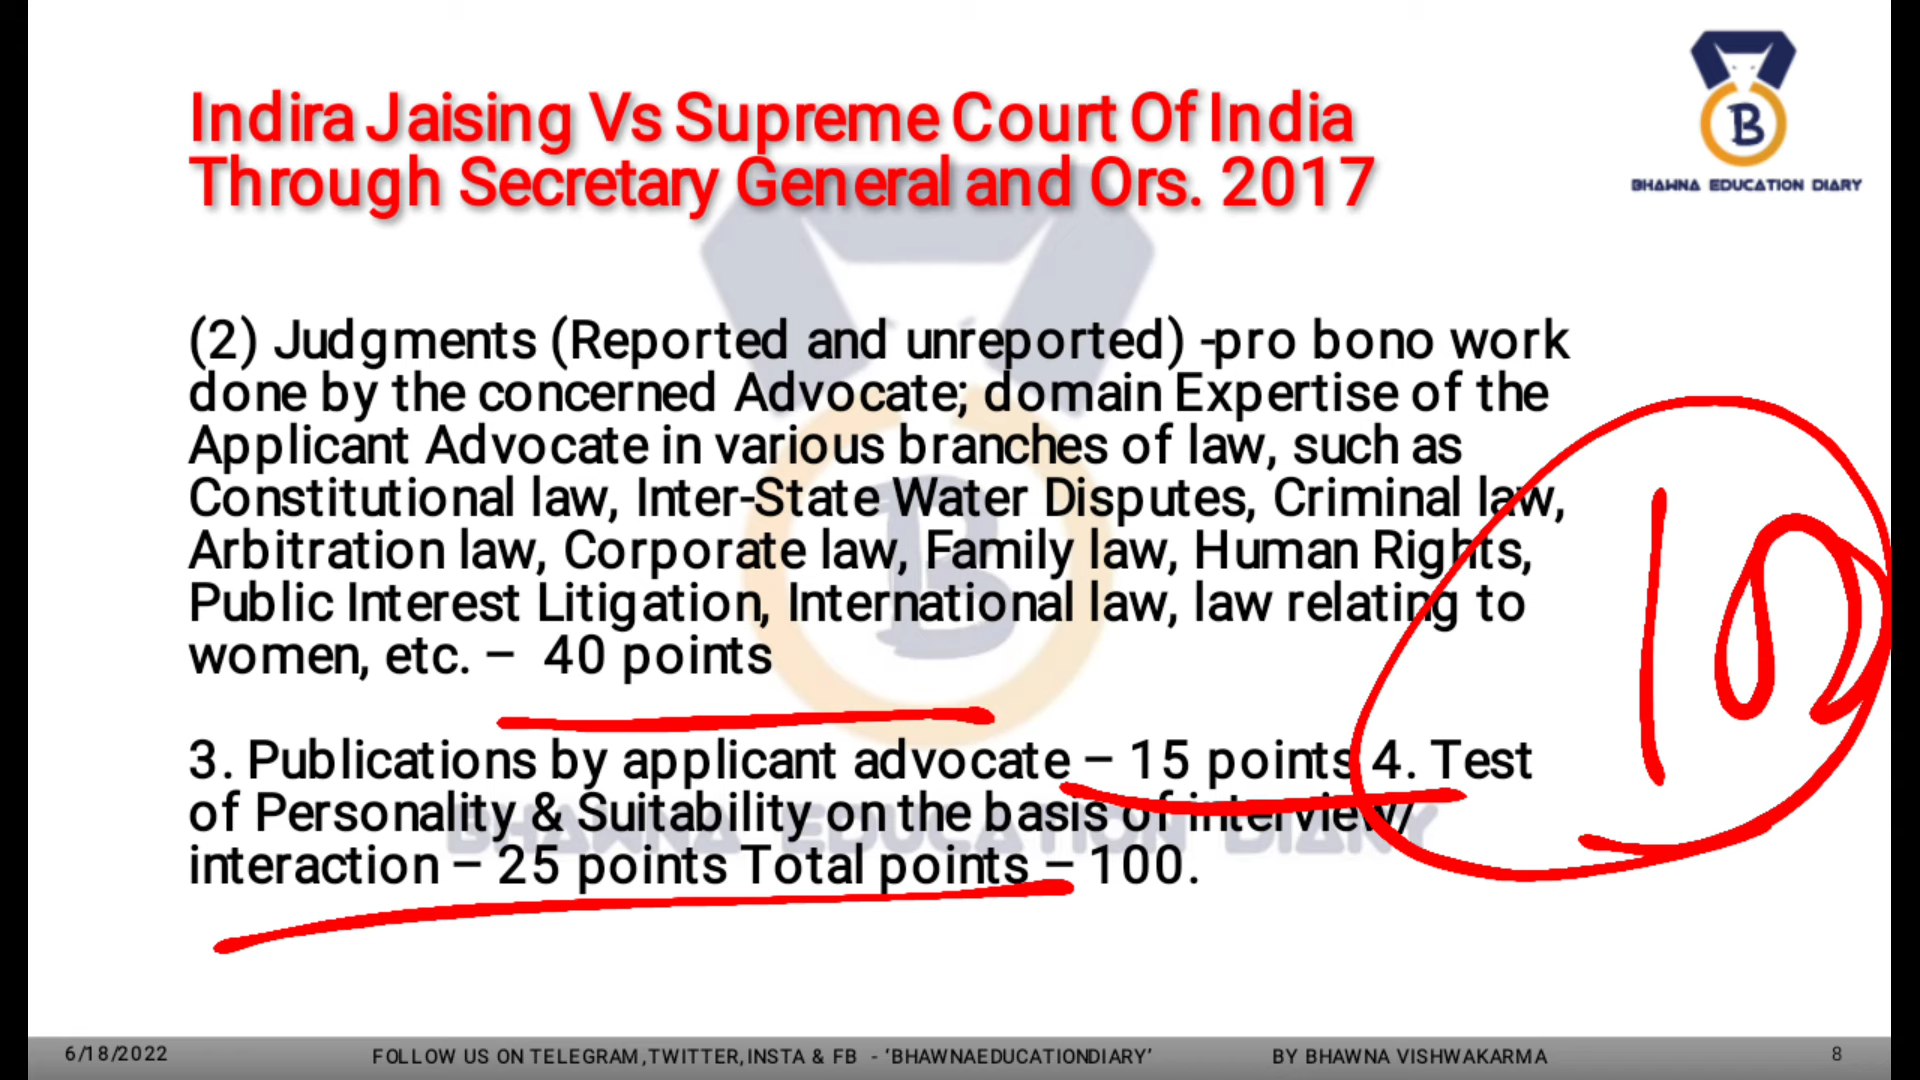 Indira Jaising Vs Supreme Court Of India
Through Secretary General and Ors. 2017
B
BHAWNA EDUCATION DIARY
(2) Judgments (Reported and unreported) -pro bono work
done by the concerned Advocate; domain Expertise of the
Applicant Advocate in various branches of law, such as
Constitutional law, Inter-State Water Disputes, Criminal law,
Arbitration law, Corporate law, Family law, Human Rights,
Public Interest Litigation, International law, law relating to
women, etc. – 40 points
3. Publications by applicant advocate – 15 points 4. Test
of Personality & Suitability on the basis of interview/
interaction – 25 points Total points – 100.
B
BHAWNA EDUCATION DIARY
6/18/2022 FOLLOW US ON TELEGRAM,TWITTER,INSTA & FB - ‘BHAWNAEDUCATIONDIARY’ BY BHAWNA VISHWAKARMA 8